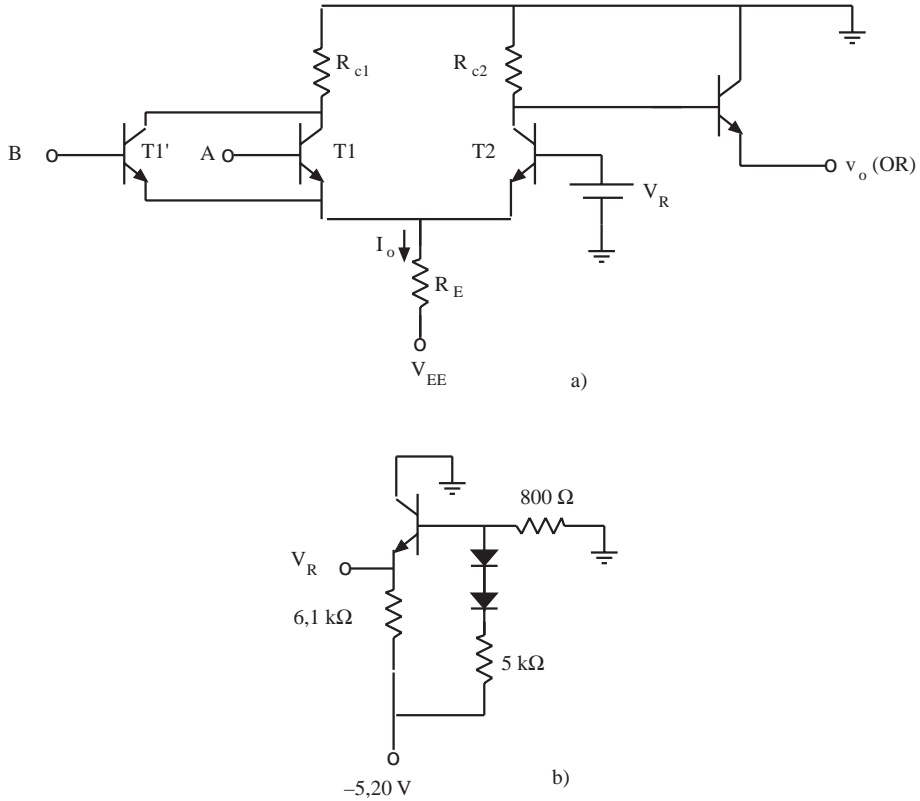 R c1
R c2
B
T1'
A
T1
T2
v o (OR)
V R
I o
R E
V EE
a)
800 Ω
V R
6,1 kΩ
5 kΩ
–5,20 V
b)